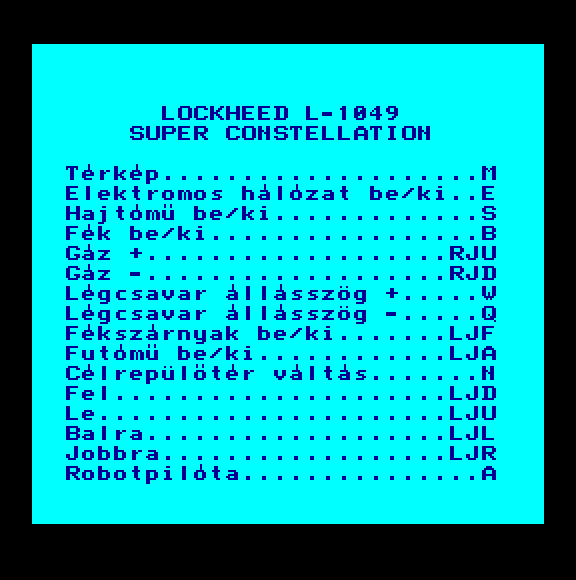 LOCKHEED L-1049
SUPER CONSTELLATION
Térkép....................M
Elektromos hálózat be/ki..E
Hajtómü be/ki.............S
Fék be/ki.................B
Gáz +...................RJU
Gáz -...................RJD
Légcsavar állásszög +.....W
Légcsavar állásszög -.....Q
Fékszárnyak be/ki.......LJF
Futómü be/ki............LJA
Célrepülötér váltás.......N
Fel.....................LJD
Le......................LJU
Balra...................LJL
Jobbra..................LJR
Robotpilóta...............A